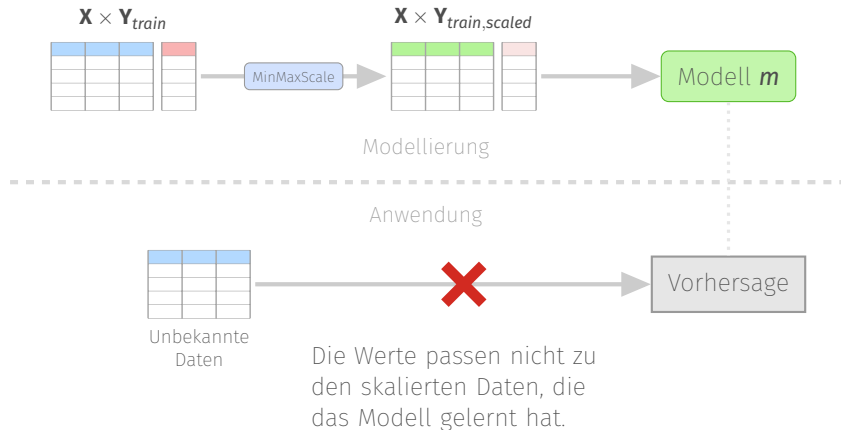 X × Y_train
X × Y_train,scaled
MinMaxScale
Modell m
Modellierung
Anwendung
Vorhersage
Unbekannte
Daten
Die Werte passen nicht zu
den skalierten Daten, die
das Modell gelernt hat.